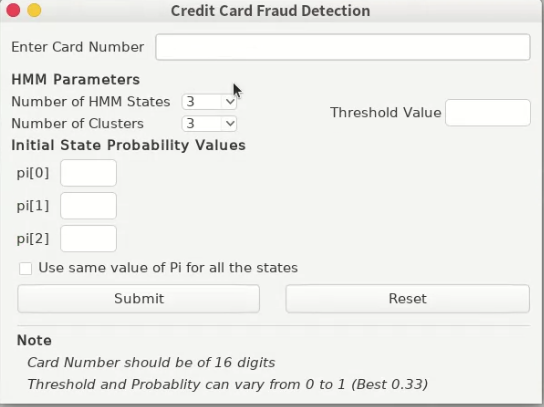 Credit Card Fraud Detection
Enter Card Number
HMM Parameters
Number of HMM States 3
Threshold Value
Number of Clusters 3
Initial State Probability Values
pi[0]
pi[1]
pi[2]
Use same value of Pi for all the states
Submit Reset
Note
Card Number should be of 16 digits
Threshold and Probablity can vary from 0 to 1 (Best 0.33)